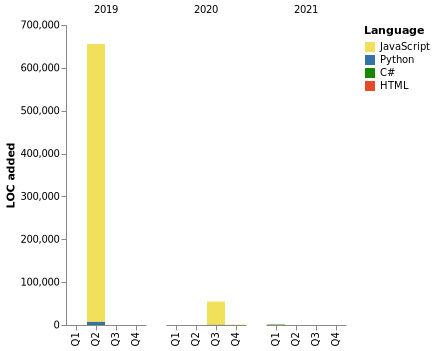 2019 2020 2021
Language
JavaScript
Python
C#
HTML
LOC added
700,000
600,000
500,000
400,000
300,000
200,000
100,000
0
Q1 Q2 Q3 Q4 Q1 Q2 Q3 Q4 Q1 Q2 Q3 Q4